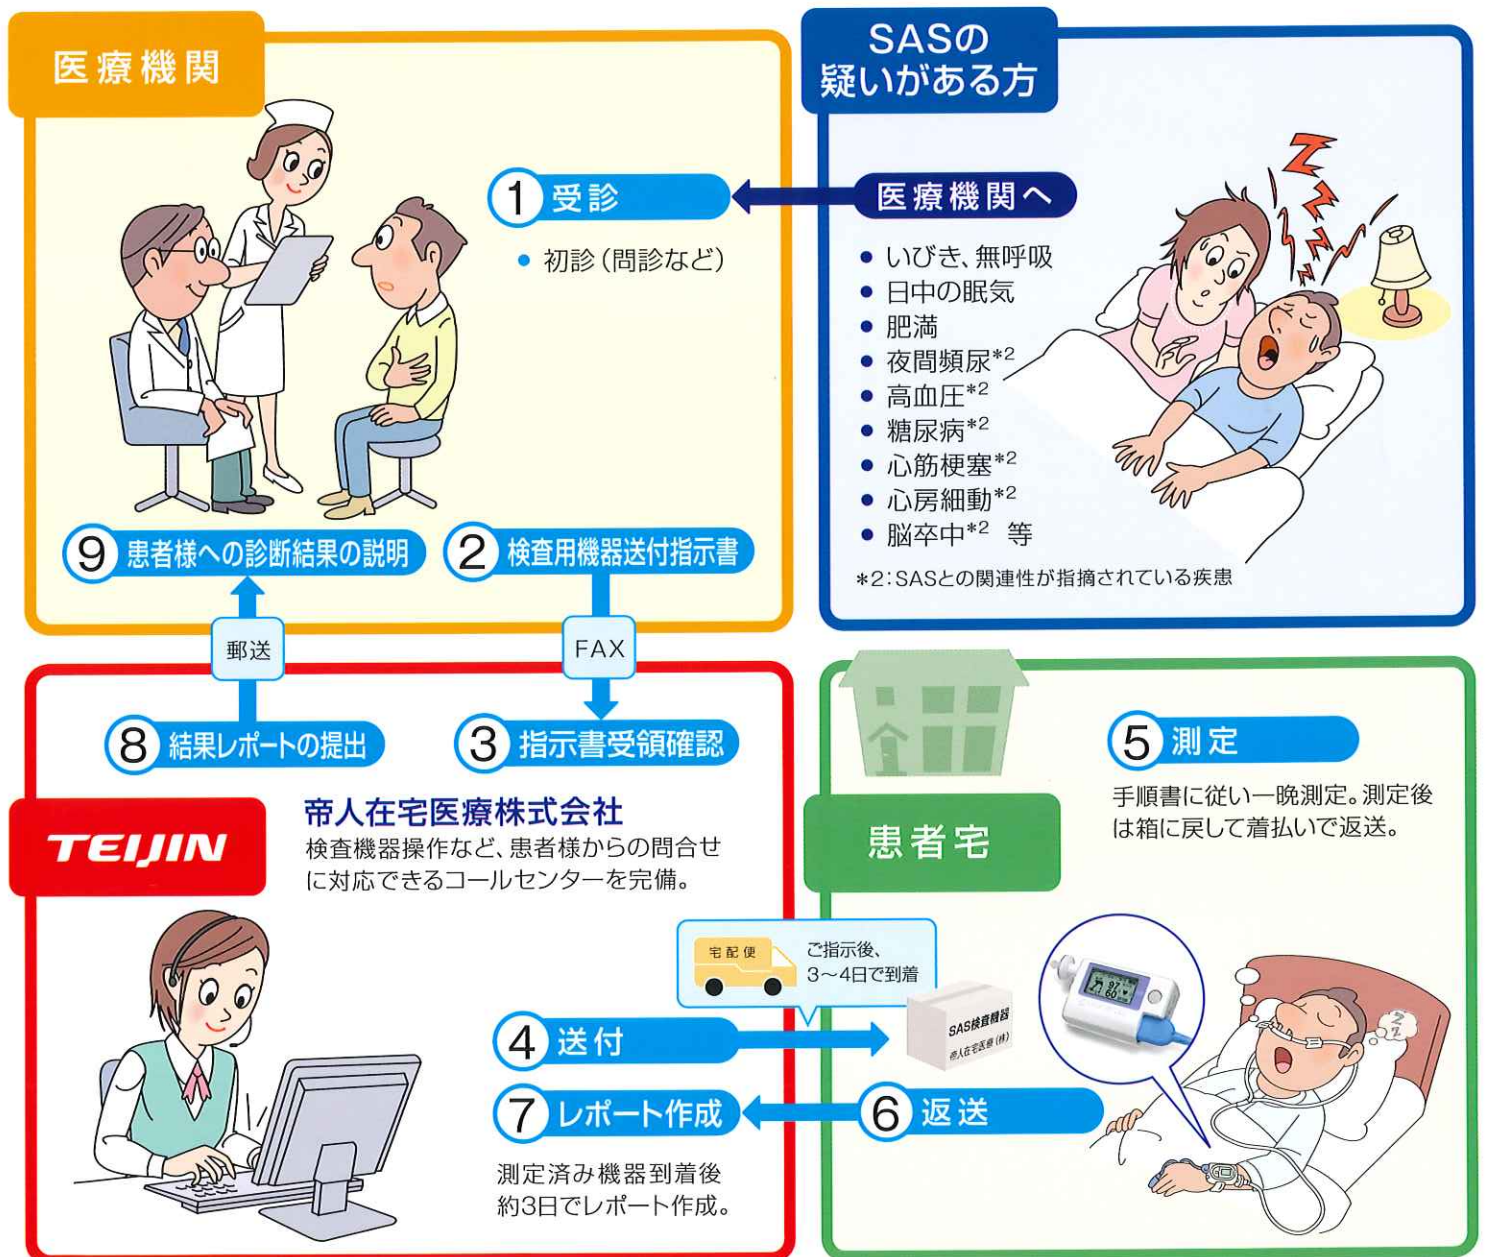 医療機関
① 受診
• 初診(問診など)
⑨ 患者様への診断結果の説明
② 検査用機器送付指示書
SASの
疑いがある方
医療機関へ
• いびき、無呼吸
• 日中の眠気
• 肥満
• 夜間頻尿*2
• 高血圧*2
• 糖尿病*2
• 心筋梗塞*2
• 心房細動*2
• 脳卒中*2 等
*2:SASとの関連性が指摘されている疾患
Z Z Z
郵送
FAX
⑧ 結果レポートの提出
③ 指示書受領確認
TEIJIN
帝人在宅医療株式会社
検査機器操作など、患者様からの問合せ
に対応できるコールセンターを完備。
④ 送付
⑦ レポート作成
測定済み機器到着後
約3日でレポート作成。
宅配便
ご指示後、
3〜4日で到着
SAS検査機器
帝人在宅医療(株)
患者宅
⑤ 測定
手順書に従い一晩測定。測定後
は箱に戻して着払いで返送。
⑥ 返送
97
60
Z Z